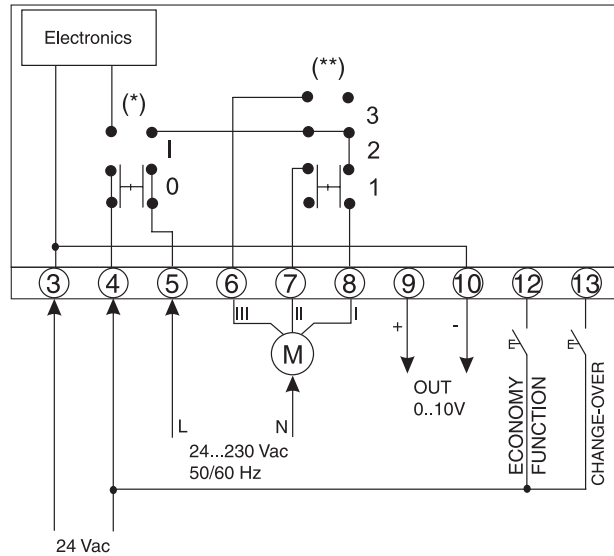 Electronics
(*)
(**)
3
I
2
0
1
3 4 5 6 7 8 9 10 12 13
III II I
M
+ -
OUT
0..10V
L N
24...230 Vac
50/60 Hz
ECONOMY
FUNCTION
CHANGE-OVER
24 Vac